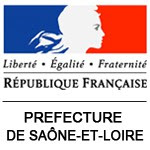 Liberté • Égalité • Fraternité
RÉPUBLIQUE FRANÇAISE
PREFECTURE
DE SAÔNE-ET-LOIRE